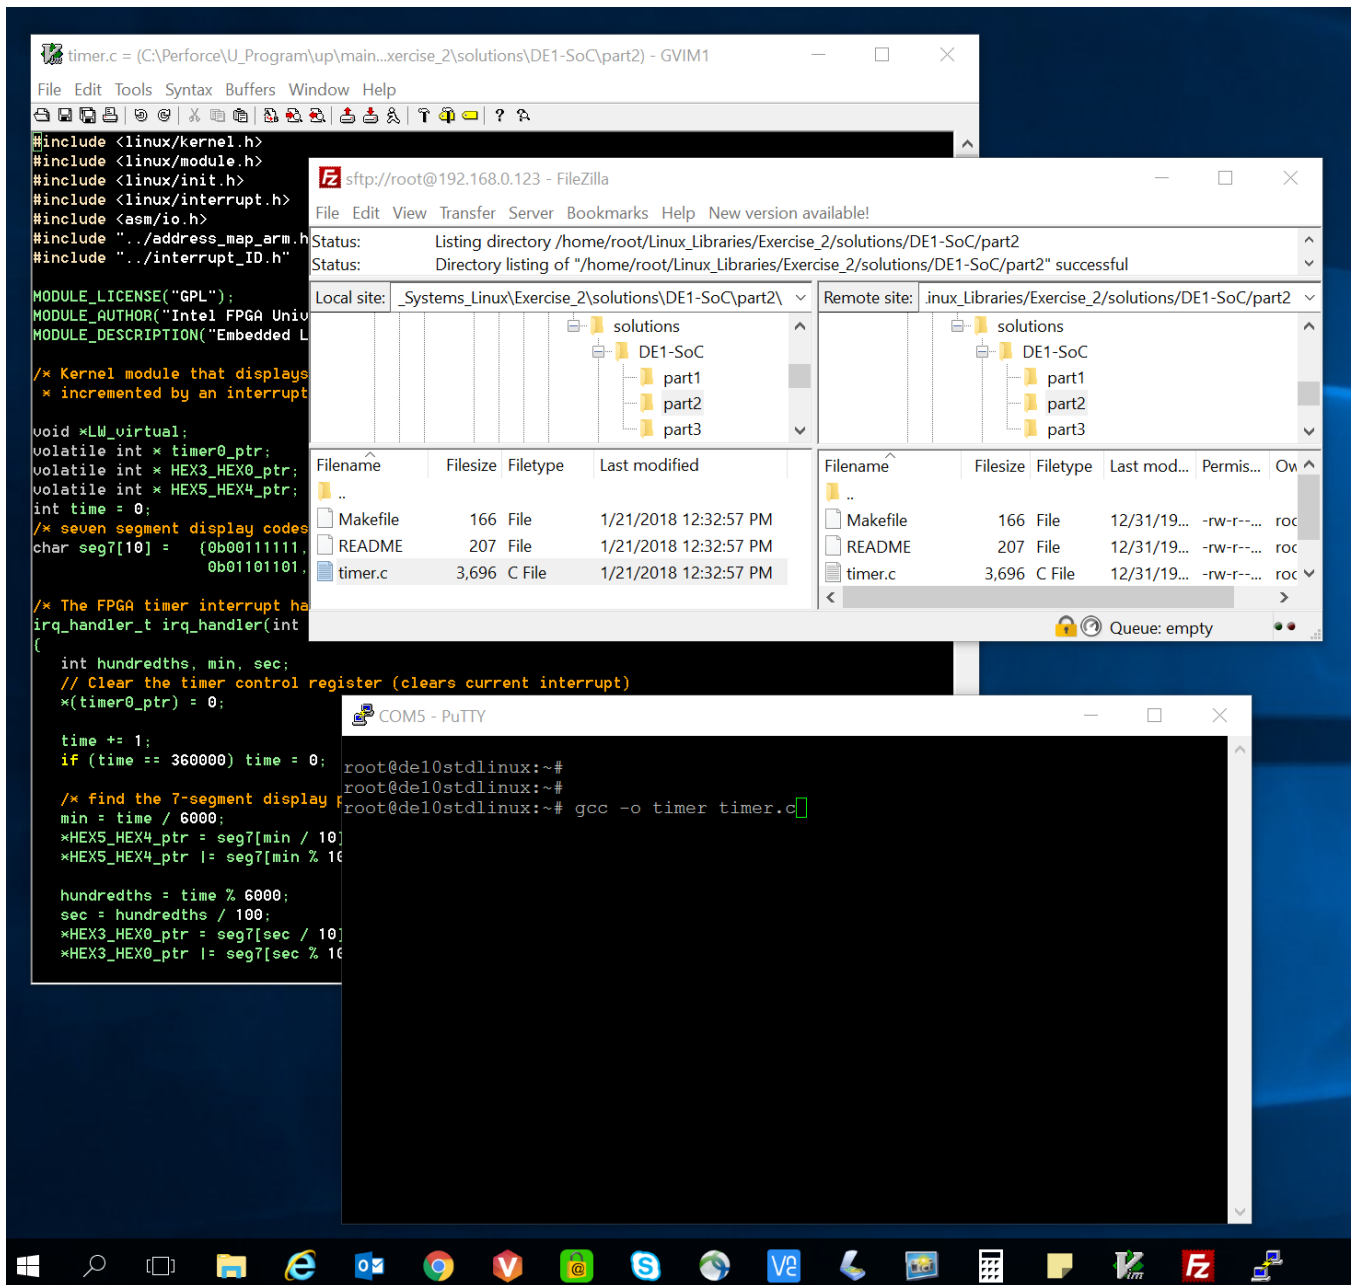 timer.c = (C:\Perforce\U_Program\up\main...xercise_2\solutions\DE1-SoC\part2) - GVIM1
File Edit Tools Syntax Buffers Window Help
#include <linux/kernel.h>
#include <linux/module.h>
#include <linux/init.h>
#include <linux/interrupt.h>
#include <asm/io.h>
#include "../address_map_arm.h
#include "../interrupt_ID.h"
MODULE_LICENSE("GPL");
MODULE_AUTHOR("Intel FPGA Univ
MODULE_DESCRIPTION("Embedded L
/* Kernel module that displays
* incremented by an interrupt
void *LW_virtual;
volatile int * timer0_ptr;
volatile int * HEX3_HEX0_ptr;
volatile int * HEX5_HEX4_ptr;
int time = 0;
/* seven segment display codes
char seg7[10] = {0b00111111,
0b01101101,
/* The FPGA timer interrupt ha
irq_handler_t irq_handler(int
{
int hundredths, min, sec;
// Clear the timer control register (clears current interrupt)
*(timer0_ptr) = 0;
time += 1;
if (time == 360000) time = 0;
/* find the 7-segment display p
min = time / 6000;
*HEX5_HEX4_ptr = seg7[min / 10]
*HEX5_HEX4_ptr |= seg7[min % 10
hundredths = time % 6000;
sec = hundredths / 100;
*HEX3_HEX0_ptr = seg7[sec / 10]
*HEX3_HEX0_ptr |= seg7[sec % 10
sftp://root@192.168.0.123 - FileZilla
File Edit View Transfer Server Bookmarks Help New version available!
Status: Listing directory /home/root/Linux_Libraries/Exercise_2/solutions/DE1-SoC/part2
Status: Directory listing of "/home/root/Linux_Libraries/Exercise_2/solutions/DE1-SoC/part2" successful
Local site: _Systems_Linux\Exercise_2\solutions\DE1-SoC\part2\
solutions
DE1-SoC
part1
part2
part3
Filename Filesize Filetype Last modified
..
Makefile 166 File 1/21/2018 12:32:57 PM
README 207 File 1/21/2018 12:32:57 PM
timer.c 3,696 C File 1/21/2018 12:32:57 PM
Remote site: .inux_Libraries/Exercise_2/solutions/DE1-SoC/part2
solutions
DE1-SoC
part1
part2
part3
Filename Filesize Filetype Last mod... Permis... Ow
..
Makefile 166 File 12/31/19... -rw-r--... roc
README 207 File 12/31/19... -rw-r--... roc
timer.c 3,696 C File 12/31/19... -rw-r--... roc
Queue: empty
COM5 - PuTTY
root@de10stdlinux:~#
root@de10stdlinux:~#
root@de10stdlinux:~# gcc -o timer timer.c